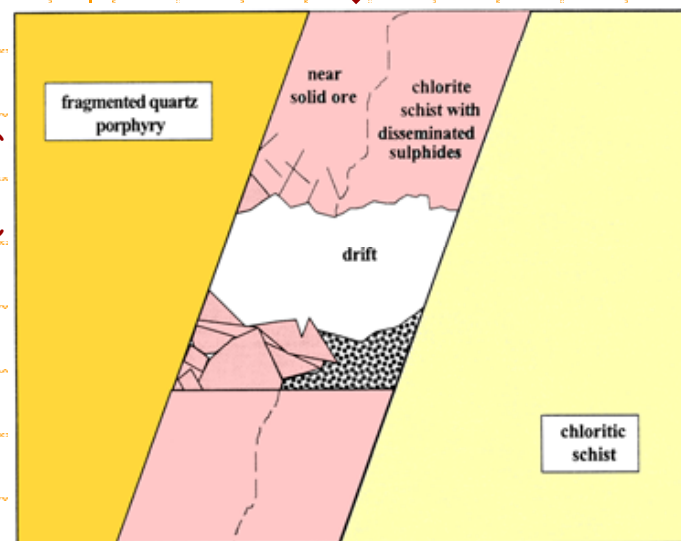 fragmented quartz
porphyry
near
solid ore
chlorite
schist with
disseminated
sulphides
drift
chloritic
schist